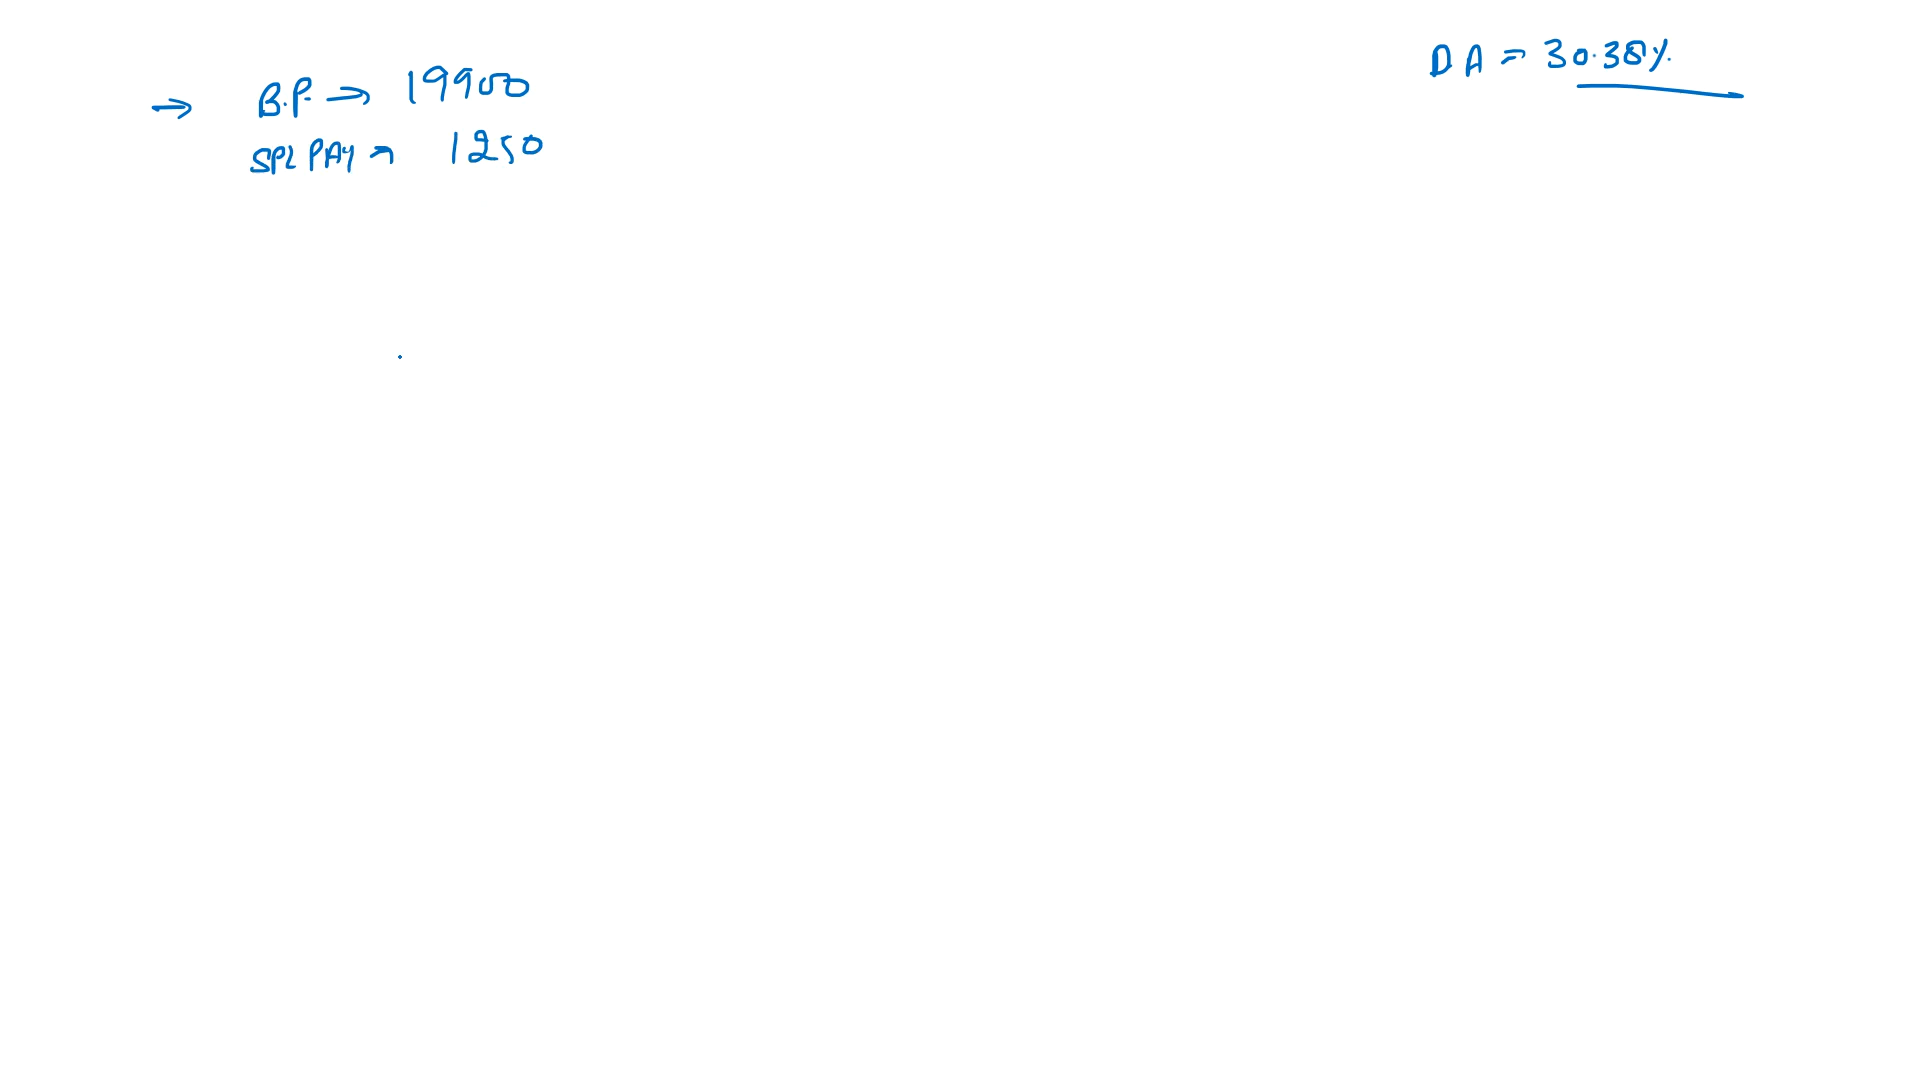 → B.P. → 19900
SPL PAY → 1250
DA = 30.38%